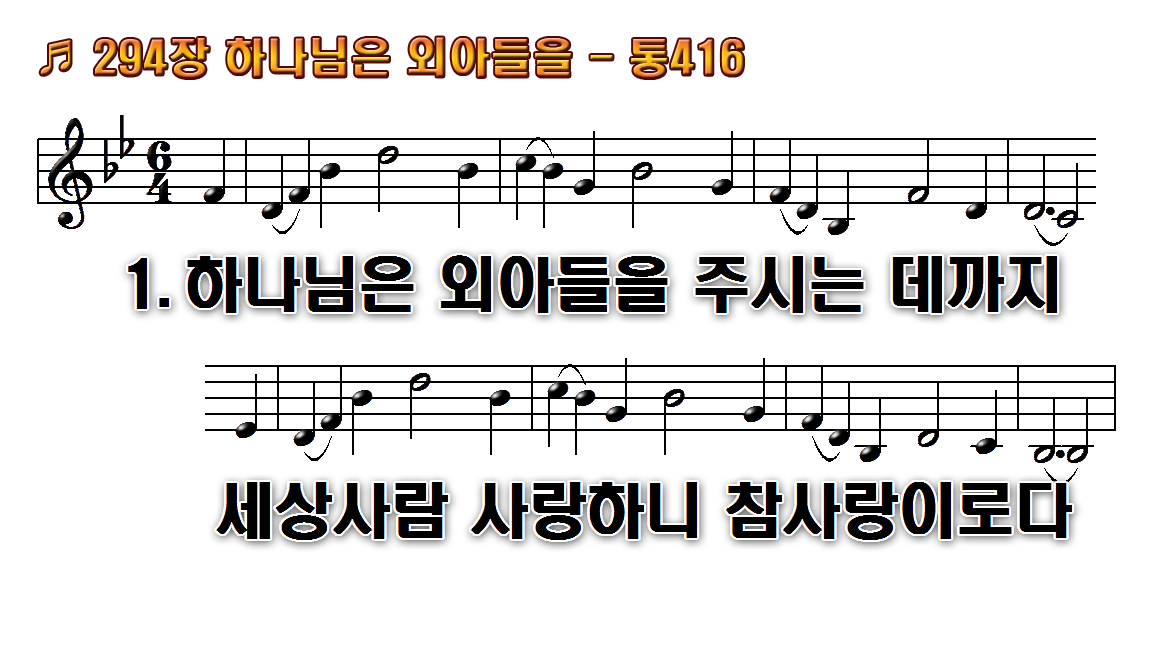 ♬ 294장 하나님은 외아들을 - 통416
6
4
1. 하나님은 외아들을 주시는 데까지
세상사람 사랑하니 참사랑이로다